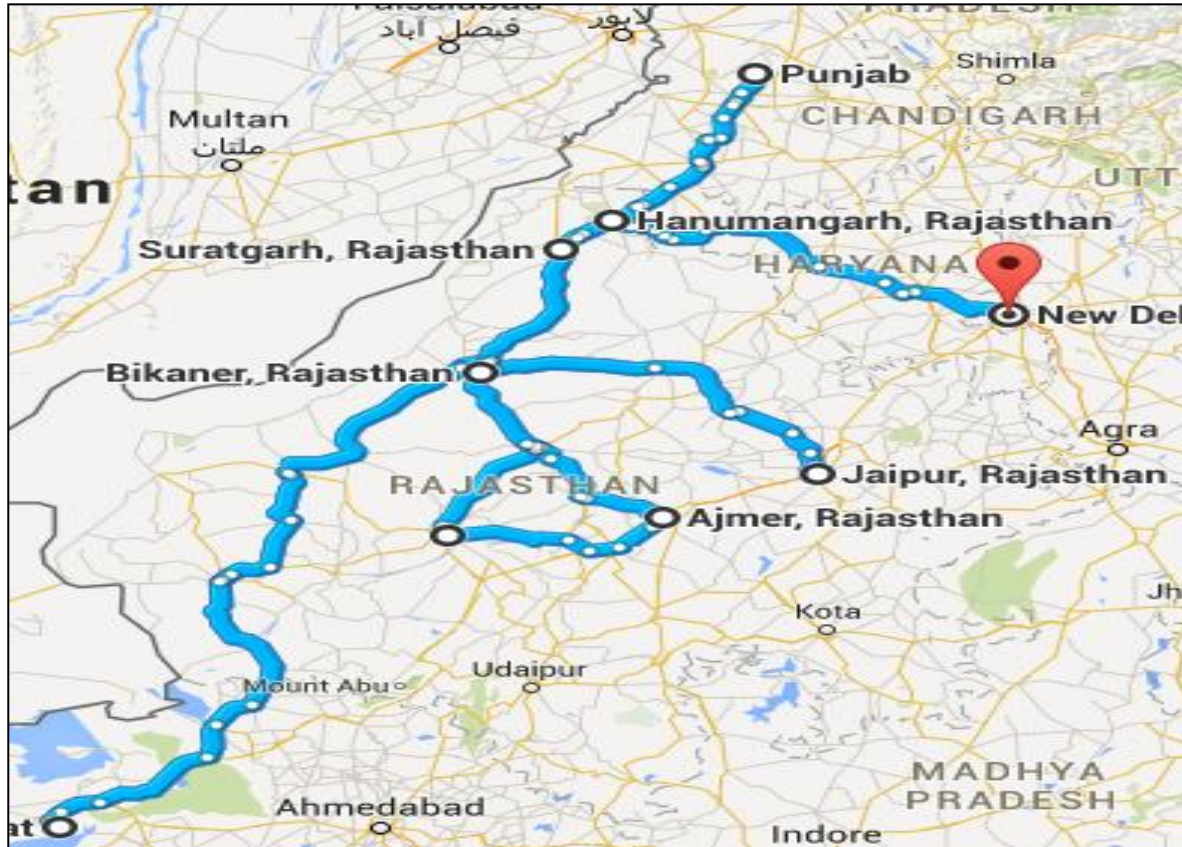 PRADESH
فیصل آباد
لاہور
Punjab
Shimla
CHANDIGARH
Multan
ملتان
tan
UTT
Hanumangarh, Rajasthan
Suratgarh, Rajasthan
HARYANA
New Del
Bikaner, Rajasthan
Agra
Jaipur, Rajasthan
RAJASTHAN
Ajmer, Rajasthan
Jh
Kota
Udaipur
Mount Abu
MADHYA
PRADESH
Ahmedabad
at
Indore